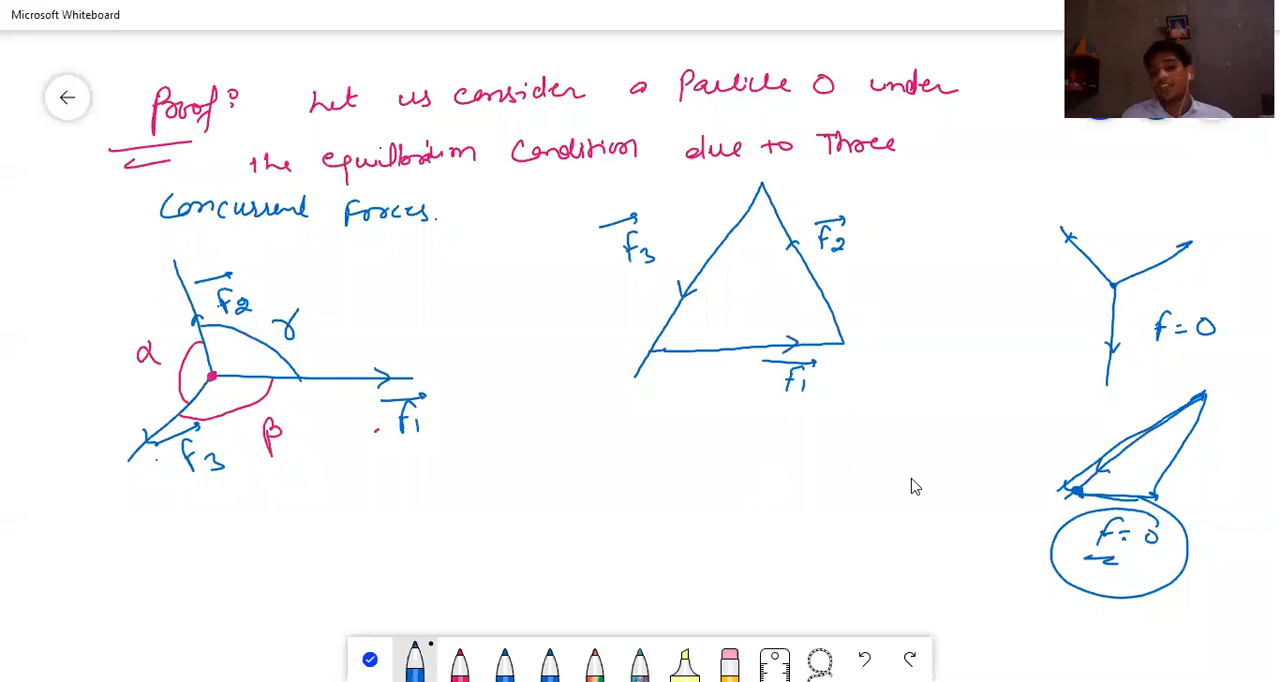 Microsoft Whiteboard
Proof: Let us consider a Particle O under
the equilibrium Condition due to Three
Concurrent Forces.
F3
F2
F2
γ
α
F = 0
F1
F1
β
F3
F = 0